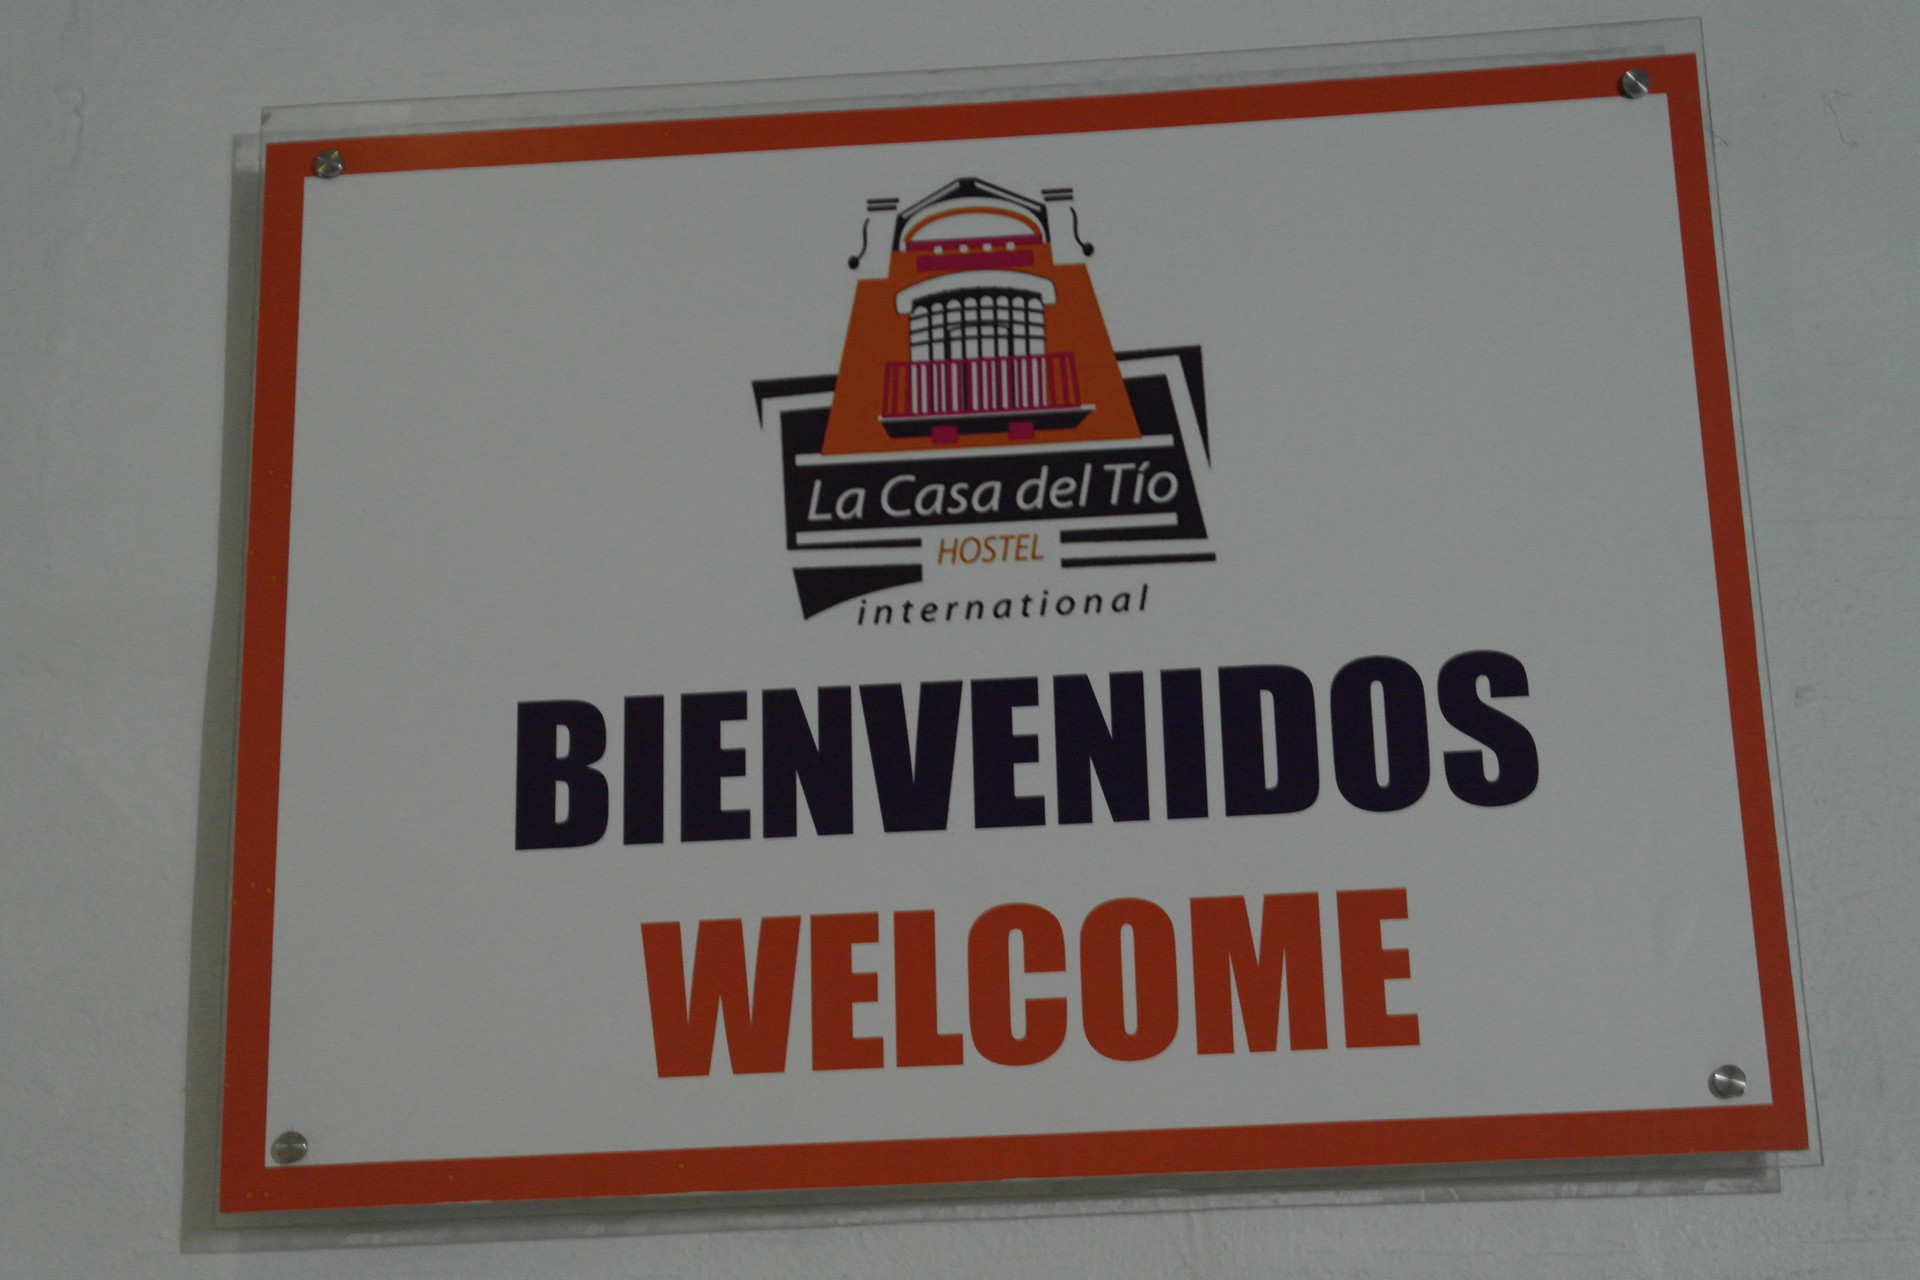 La Casa del Tío
HOSTEL
international
BIENVENIDOS
WELCOME